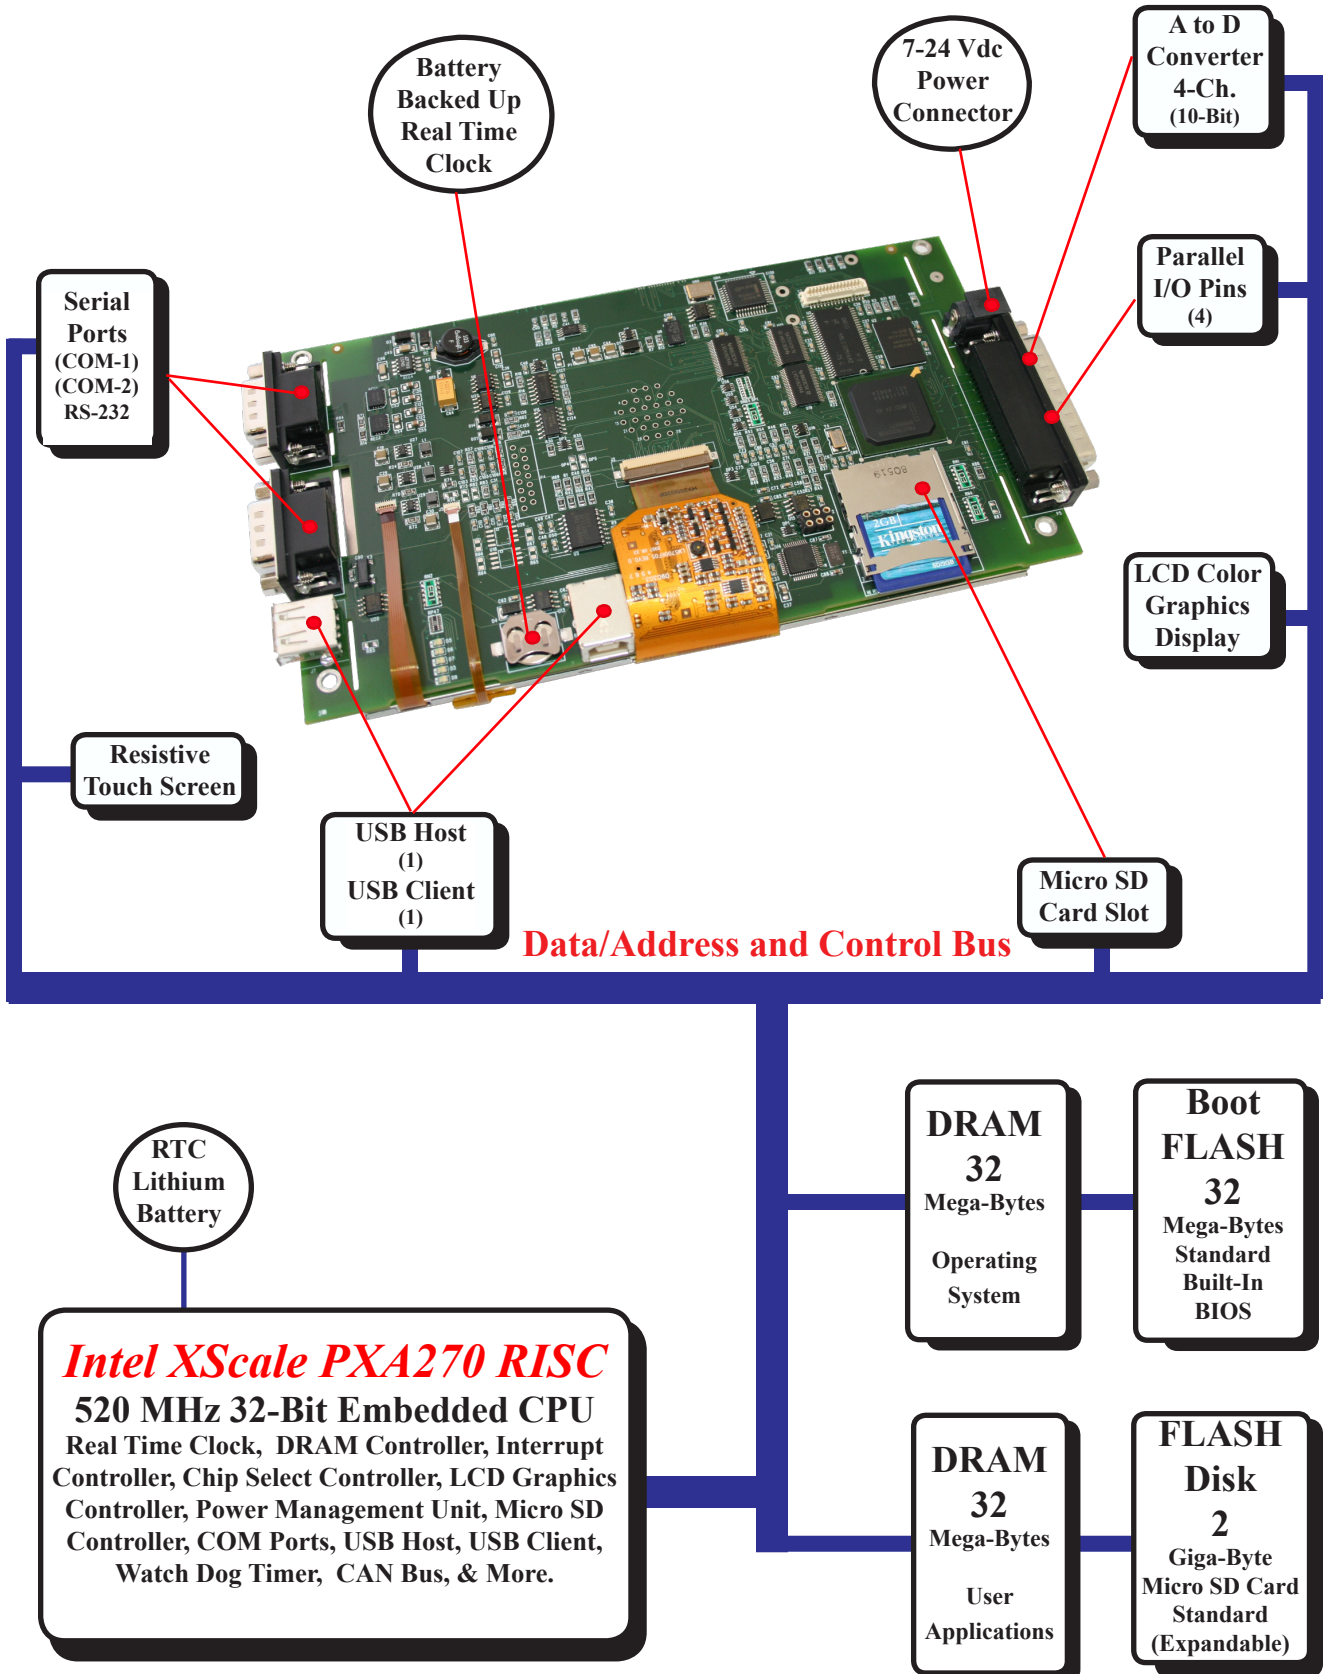 Battery
Backed Up
Real Time
Clock
7-24 Vdc
Power
Connector
A to D
Converter
4-Ch.
(10-Bit)
Serial
Ports
(COM-1)
(COM-2)
RS-232
Parallel
I/O Pins
(4)
80519
2GB
Kingston
LCD Color
Graphics
Display
Resistive
Touch Screen
USB Host
(1)
USB Client
(1)
Micro SD
Card Slot
Data/Address and Control Bus
RTC
Lithium
Battery
DRAM
32
Mega-Bytes
Operating
System
Boot
FLASH
32
Mega-Bytes
Standard
Built-In
BIOS
Intel XScale PXA270 RISC
520 MHz 32-Bit Embedded CPU
Real Time Clock, DRAM Controller, Interrupt
Controller, Chip Select Controller, LCD Graphics
Controller, Power Management Unit, Micro SD
Controller, COM Ports, USB Host, USB Client,
Watch Dog Timer, CAN Bus, & More.
DRAM
32
Mega-Bytes
User
Applications
FLASH
Disk
2
Giga-Byte
Micro SD Card
Standard
(Expandable)